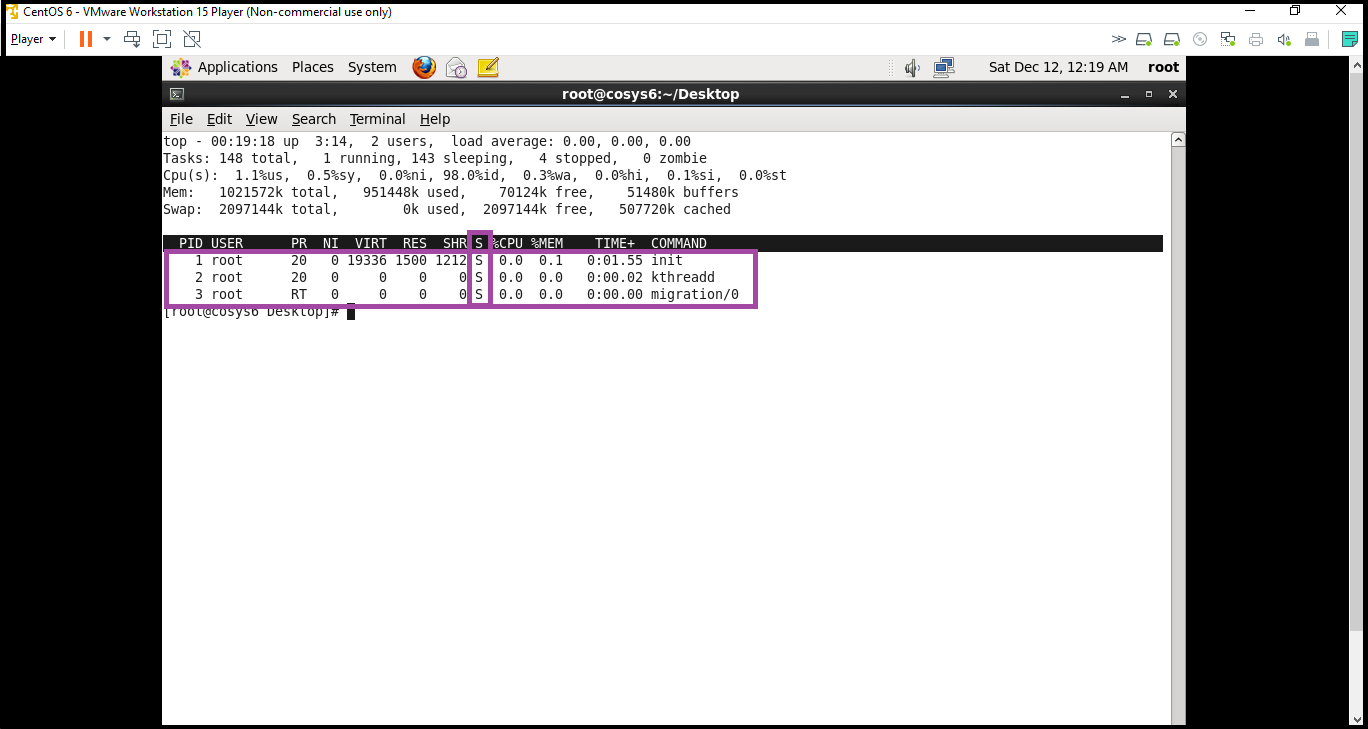 CentOS 6 - VMware Workstation 15 Player (Non-commercial use only)
Player
Applications Places System Sat Dec 12, 12:19 AM root
root@cosys6:~/Desktop
File Edit View Search Terminal Help
top - 00:19:18 up  3:14,  2 users,  load average: 0.00, 0.00, 0.00
Tasks: 148 total,   1 running, 143 sleeping,   4 stopped,   0 zombie
Cpu(s):  1.1%us,  0.5%sy,  0.0%ni, 98.0%id,  0.3%wa,  0.0%hi,  0.1%si,  0.0%st
Mem:   1021572k total,   951448k used,    70124k free,    51480k buffers
Swap:  2097144k total,        0k used,  2097144k free,   507720k cached
PID USER      PR  NI  VIRT  RES  SHR S %CPU %MEM    TIME+  COMMAND
1 root      20   0 19336 1500 1212 S  0.0  0.1   0:01.55 init
2 root      20   0     0    0    0 S  0.0  0.0   0:00.02 kthreadd
3 root      RT   0     0    0    0 S  0.0  0.0   0:00.00 migration/0
[root@cosys6 Desktop]#